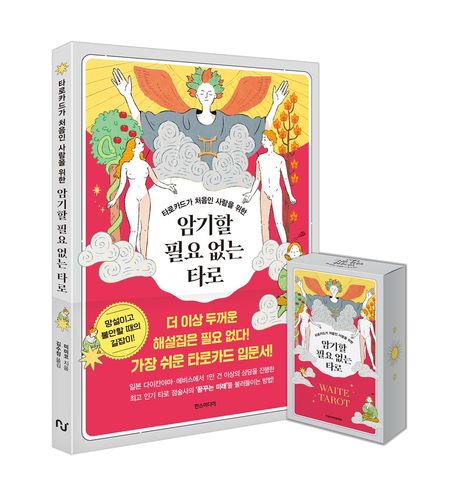 타로카드가 처음인 사람을 위한 암기할 필요 없는 타로
타로카드가 처음인 사람을 위한
암기할
필요 없는
타로
망설이고
불안할 때의
길잡이!
더 이상 두꺼운
해설집은 필요 없다!
가장 쉬운 타로카드 입문서!
일본 다이칸야마·에비스에서 1만 건 이상의 상담을 진행한
최고 인기 타로 점술사의 '꿈꾸는 미래'를 불러들이는 방법!
한스미디어
타로카드가 처음인 사람을 위한
암기할
필요 없는
타로
WAITE
TAROT